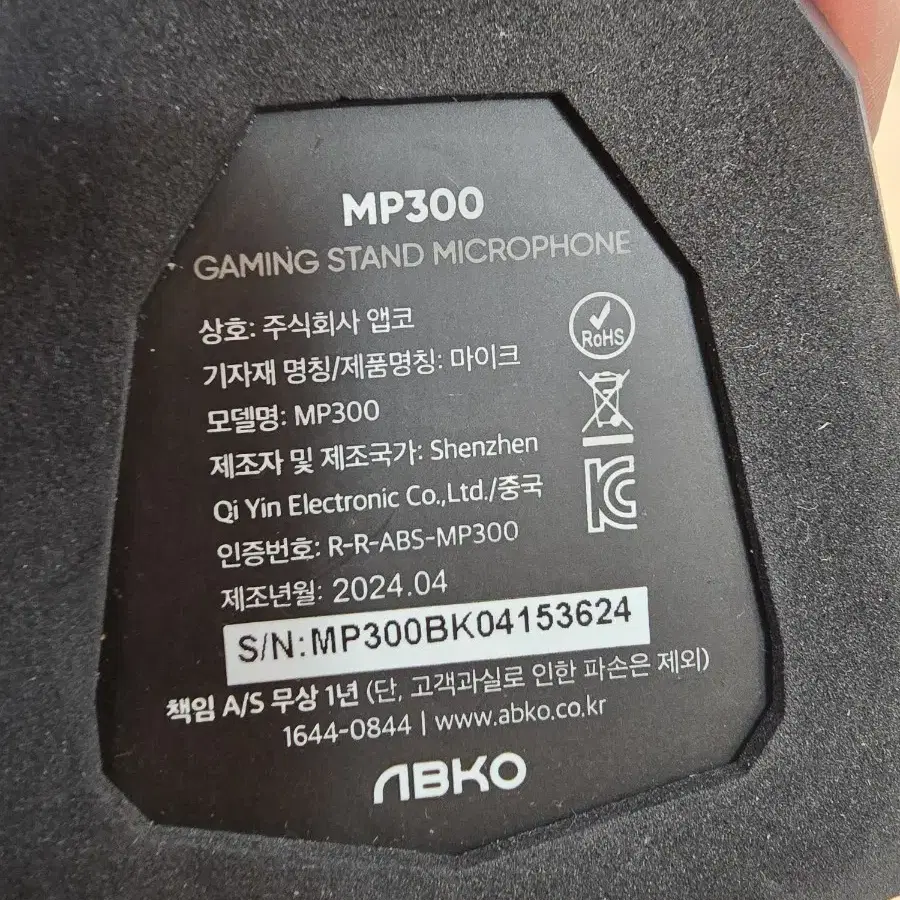 MP300
GAMING STAND MICROPHONE
상호: 주식회사 앱코
기자재 명칭/제품명칭: 마이크
모델명: MP300
제조자 및 제조국가: Shenzhen
Qi Yin Electronic Co.,Ltd./중국
인증번호: R-R-ABS-MP300
제조년월: 2024.04
S/N:MP300BK04153624
책임 A/S 무상 1년 (단, 고객과실로 인한 파손은 제외)
1644-0844 | www.abko.co.kr
ABKO
RoHS